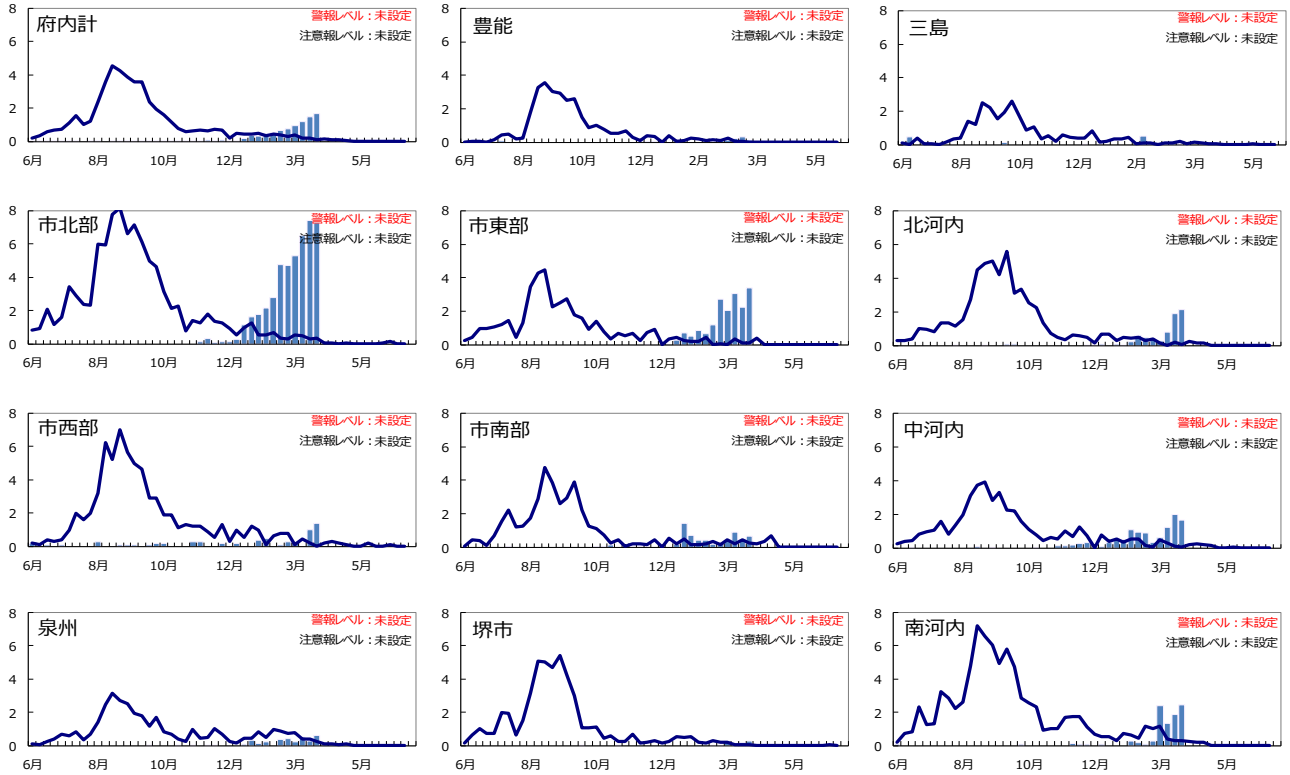 府内計
警報レベル：未設定
注意報レベル：未設定
8
6
4
2
0
6月 8月 10月 12月 3月 5月
豊能
警報レベル：未設定
注意報レベル：未設定
8
6
4
2
0
6月 8月 10月 12月 3月 5月
三島
警報レベル：未設定
注意報レベル：未設定
8
6
4
2
0
6月 8月 10月 12月 2月 3月 5月
市北部
警報レベル：未設定
注意報レベル：未設定
8
6
4
2
0
6月 8月 10月 12月 3月 5月
市東部
警報レベル：未設定
注意報レベル：未設定
8
6
4
2
0
6月 8月 10月 12月 3月 5月
北河内
警報レベル：未設定
注意報レベル：未設定
8
6
4
2
0
6月 8月 10月 12月 3月 5月
市西部
警報レベル：未設定
注意報レベル：未設定
8
6
4
2
0
6月 8月 10月 12月 3月 5月
市南部
警報レベル：未設定
注意報レベル：未設定
8
6
4
2
0
6月 8月 10月 12月 3月 5月
中河内
警報レベル：未設定
注意報レベル：未設定
8
6
4
2
0
6月 8月 10月 12月 3月 5月
泉州
警報レベル：未設定
注意報レベル：未設定
8
6
4
2
0
6月 8月 10月 12月 3月 5月
堺市
警報レベル：未設定
注意報レベル：未設定
8
6
4
2
0
6月 8月 10月 12月 3月 5月
南河内
警報レベル：未設定
注意報レベル：未設定
8
6
4
2
0
6月 8月 10月 12月 3月 5月